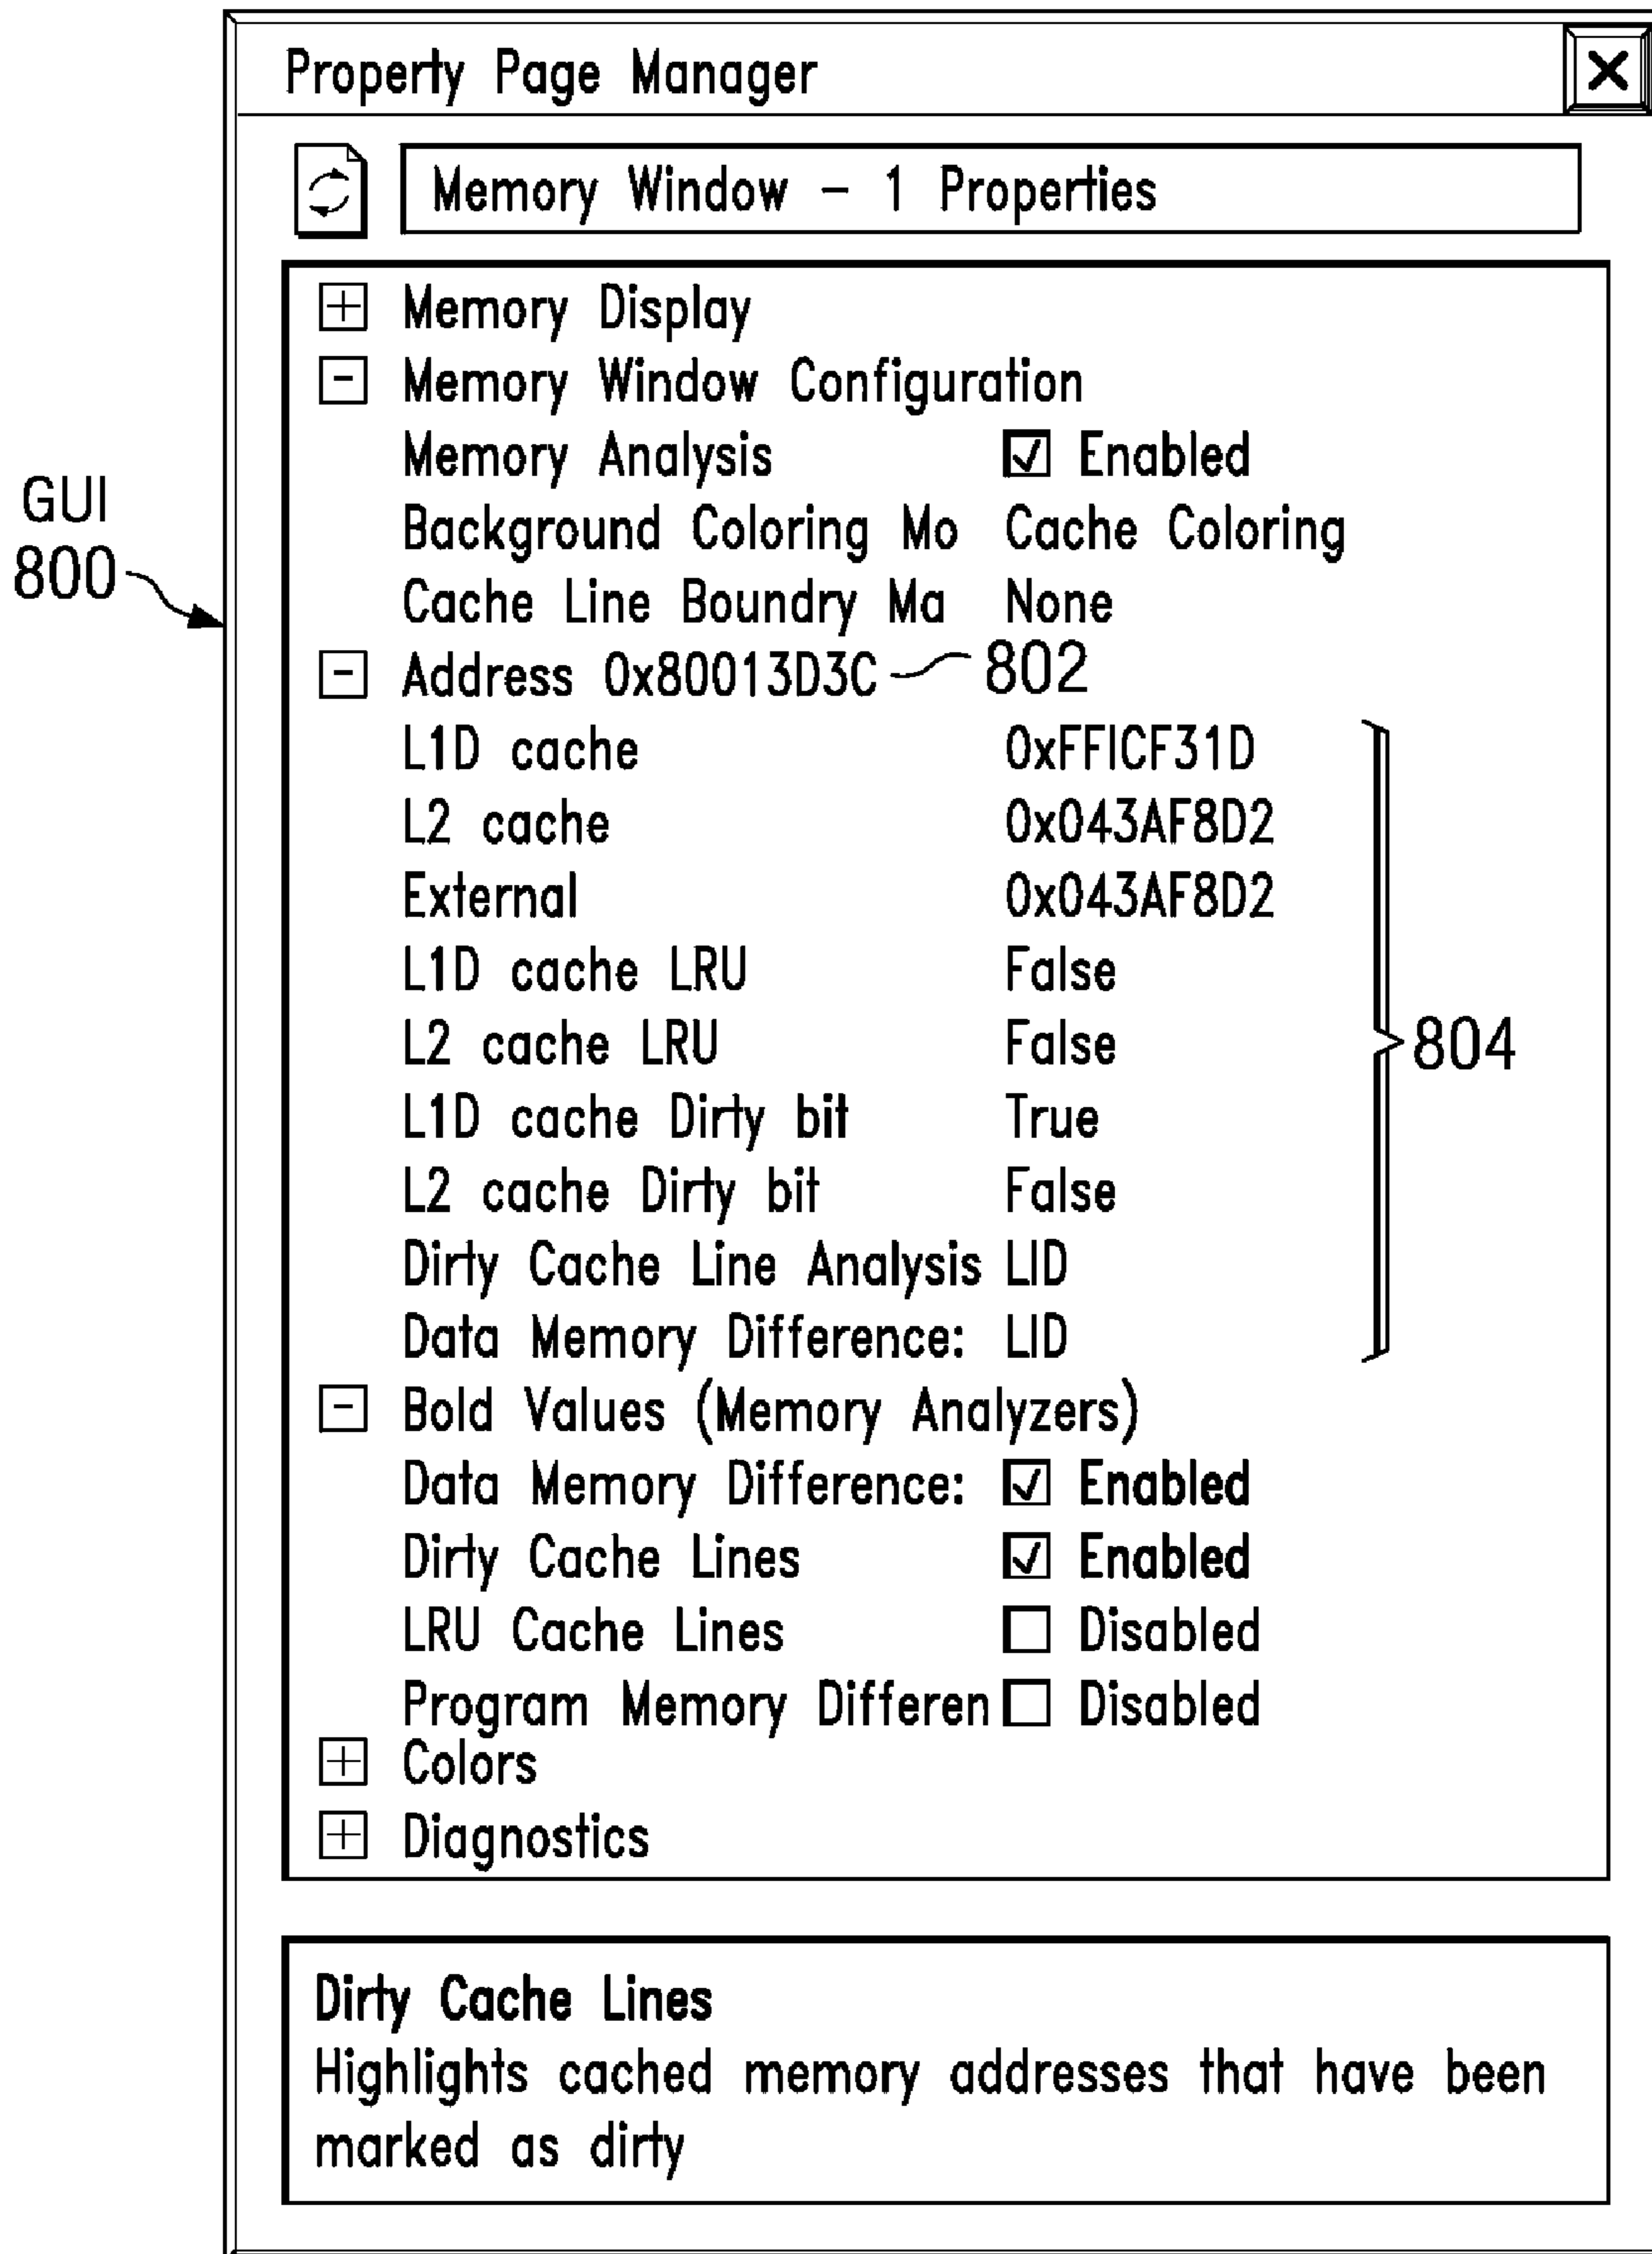 Property Page Manager
Memory Window – 1 Properties
Memory Display
Memory Window Configuration
Memory Analysis Enabled
Background Coloring Mo Cache Coloring
Cache Line Boundry Ma None
Address 0x80013D3C 802
L1D cache 0xFFICF31D
L2 cache 0x043AF8D2
External 0x043AF8D2
L1D cache LRU False
L2 cache LRU False
L1D cache Dirty bit True
L2 cache Dirty bit False
Dirty Cache Line Analysis LID
Data Memory Difference: LID
804
Bold Values (Memory Analyzers)
Data Memory Difference: Enabled
Dirty Cache Lines Enabled
LRU Cache Lines Disabled
Program Memory Differen Disabled
Colors
Diagnostics
Dirty Cache Lines
Highlights cached memory addresses that have been
marked as dirty
GUI
800